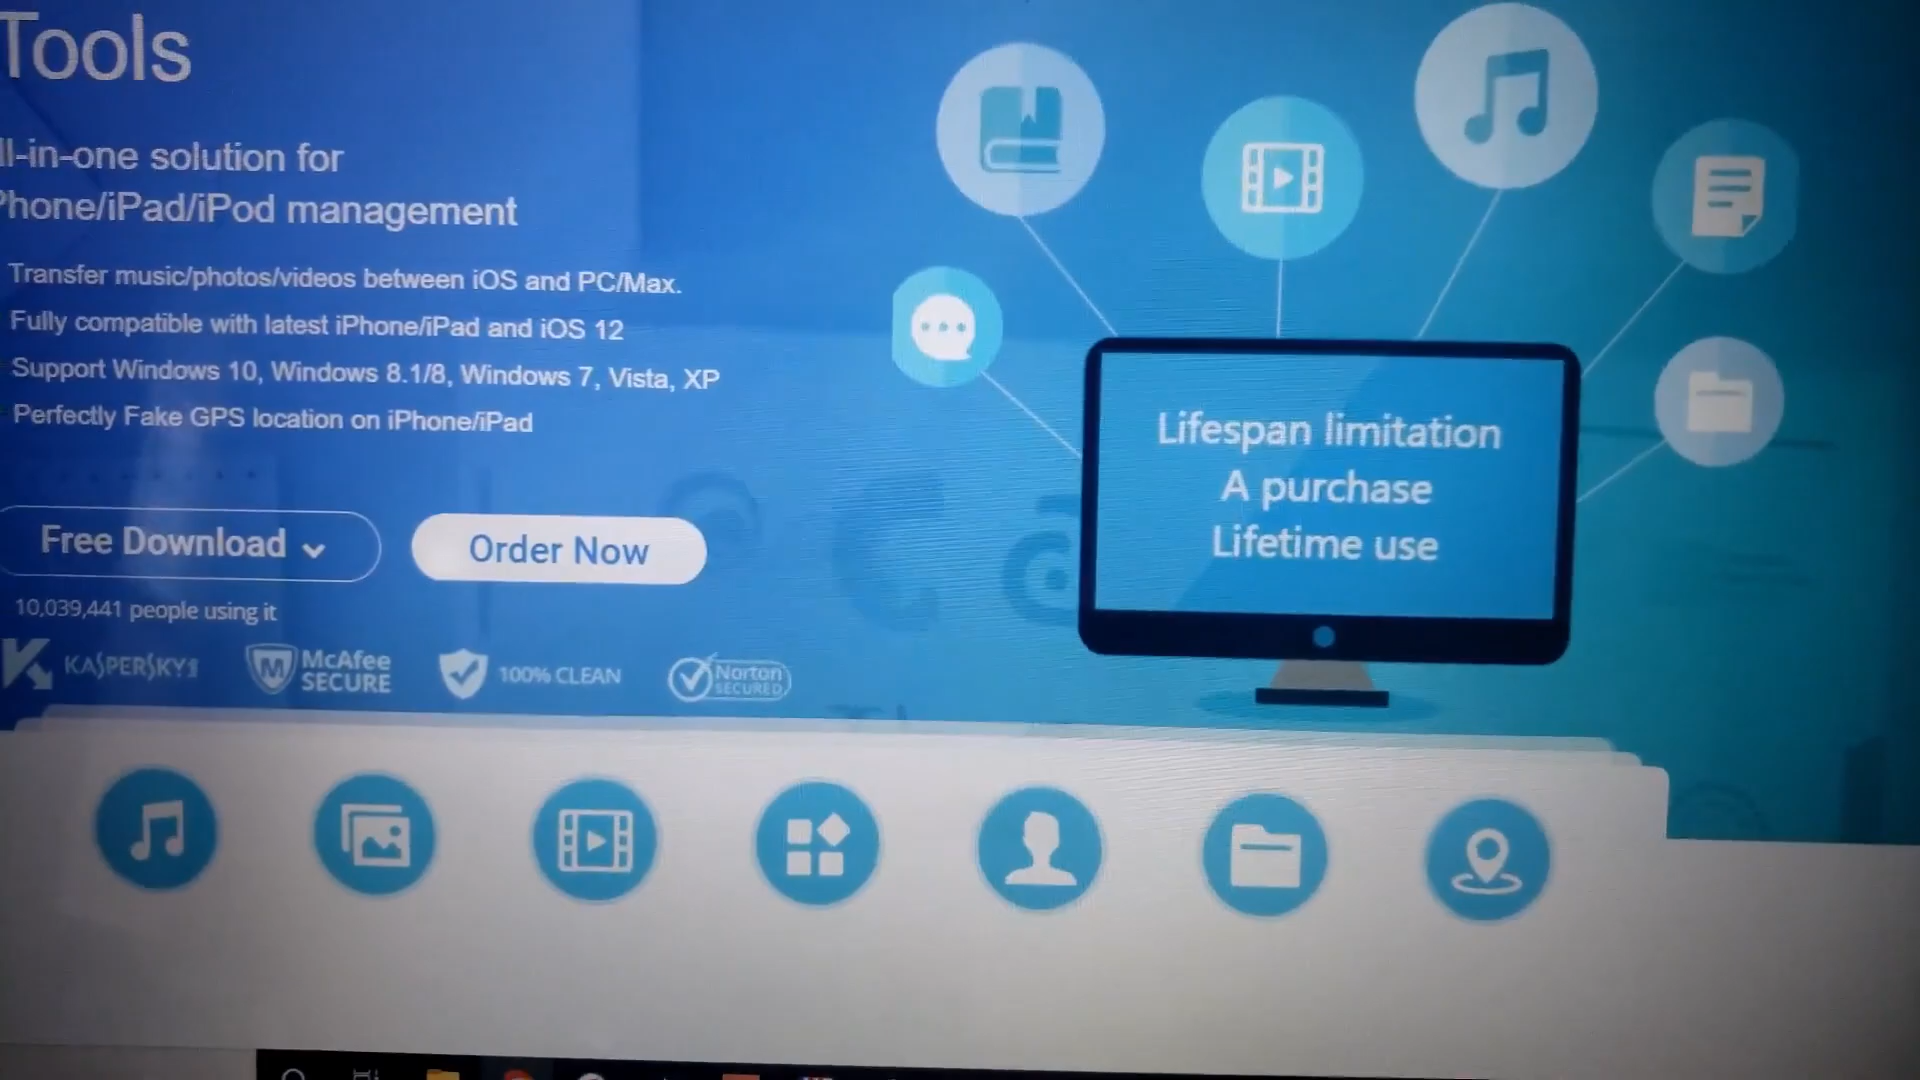 Tools
ll-in-one solution for
Phone/iPad/iPod management
Transfer music/photos/videos between iOS and PC/Max.
Fully compatible with latest iPhone/iPad and iOS 12
Support Windows 10, Windows 8.1/8, Windows 7, Vista, XP
Perfectly Fake GPS location on iPhone/iPad
Free Download
Order Now
10,039,441 people using it
KASPERSKY
McAfee
SECURE
100% CLEAN
Norton
SECURED
Lifespan limitation
A purchase
Lifetime use